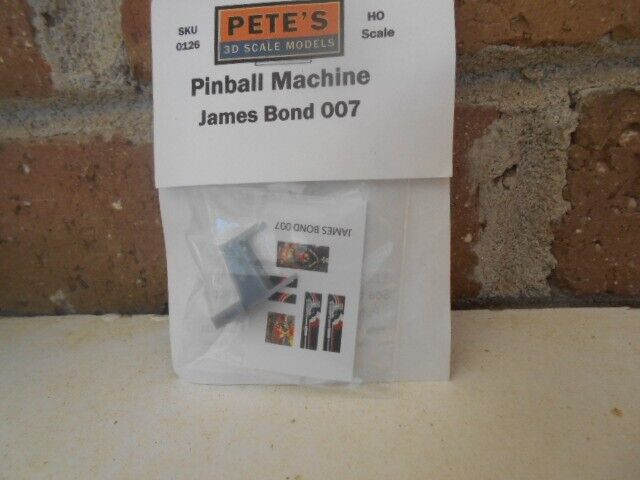 SKU
0126
PETE'S
3D SCALE MODELS
HO
Scale
Pinball Machine
James Bond 007
JAMES BOND 007